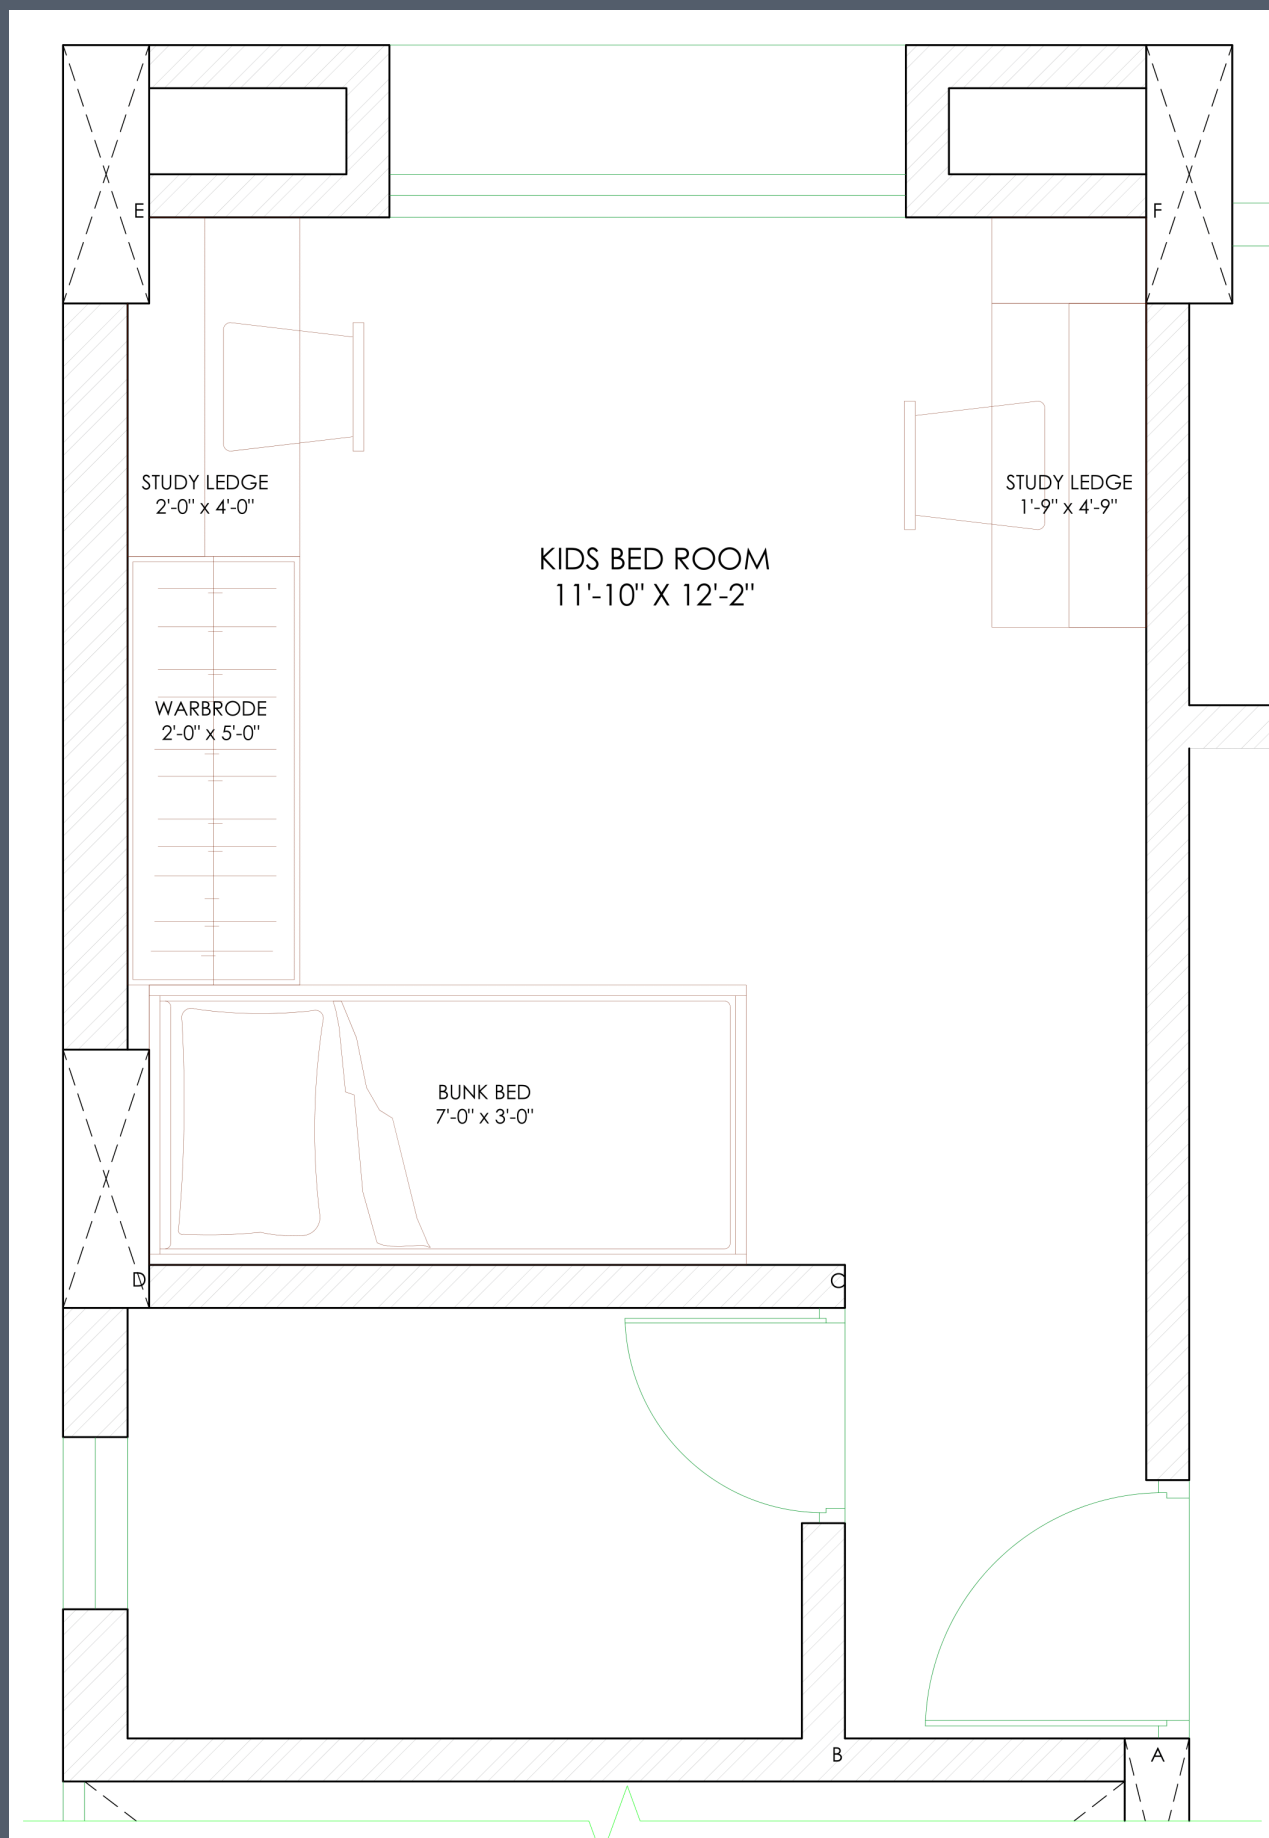 E
F
STUDY LEDGE
2'-0" x 4'-0"
STUDY LEDGE
1'-9" x 4'-9"
KIDS BED ROOM
11'-10" X 12'-2"
WARBRODE
2'-0" x 5'-0"
BUNK BED
7'-0" x 3'-0"
D
C
B
A